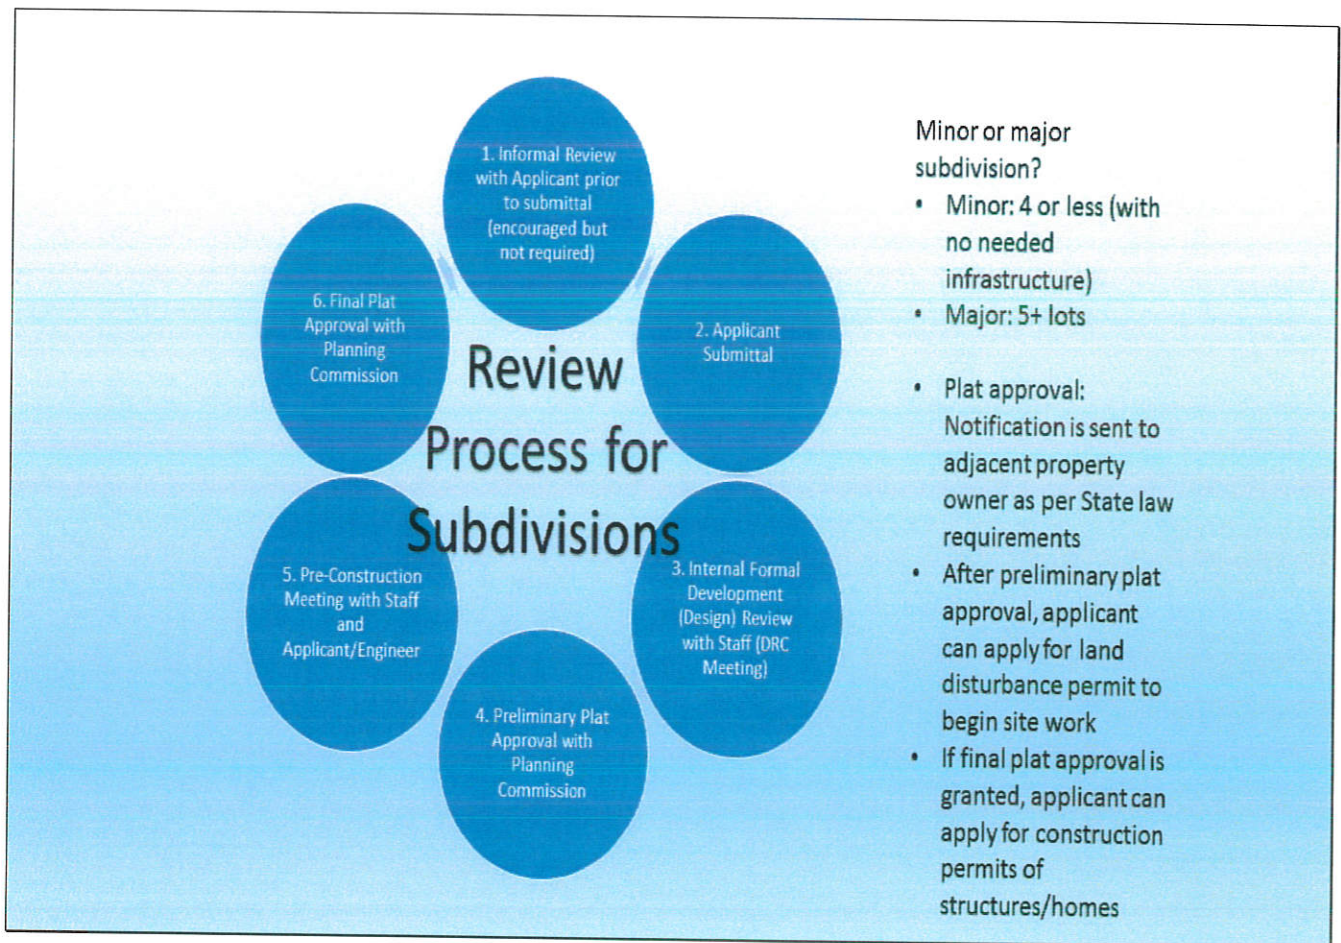 1. Informal Review
with Applicant prior
to submittal
(encouraged but
not required)
2. Applicant
Submittal
3. Internal Formal
Development
(Design) Review
with Staff (DRC
Meeting)
4. Preliminary Plat
Approval with
Planning
Commission
5. Pre-Construction
Meeting with Staff
and
Applicant/Engineer
6. Final Plat
Approval with
Planning
Commission
Review
Process for
Subdivisions
Minor or major
subdivision?
• Minor: 4 or less (with
no needed
infrastructure)
• Major: 5+ lots
• Plat approval:
Notification is sent to
adjacent property
owner as per State law
requirements
• After preliminary plat
approval, applicant
can apply for land
disturbance permit to
begin site work
• If final plat approval is
granted, applicant can
apply for construction
permits of
structures/homes